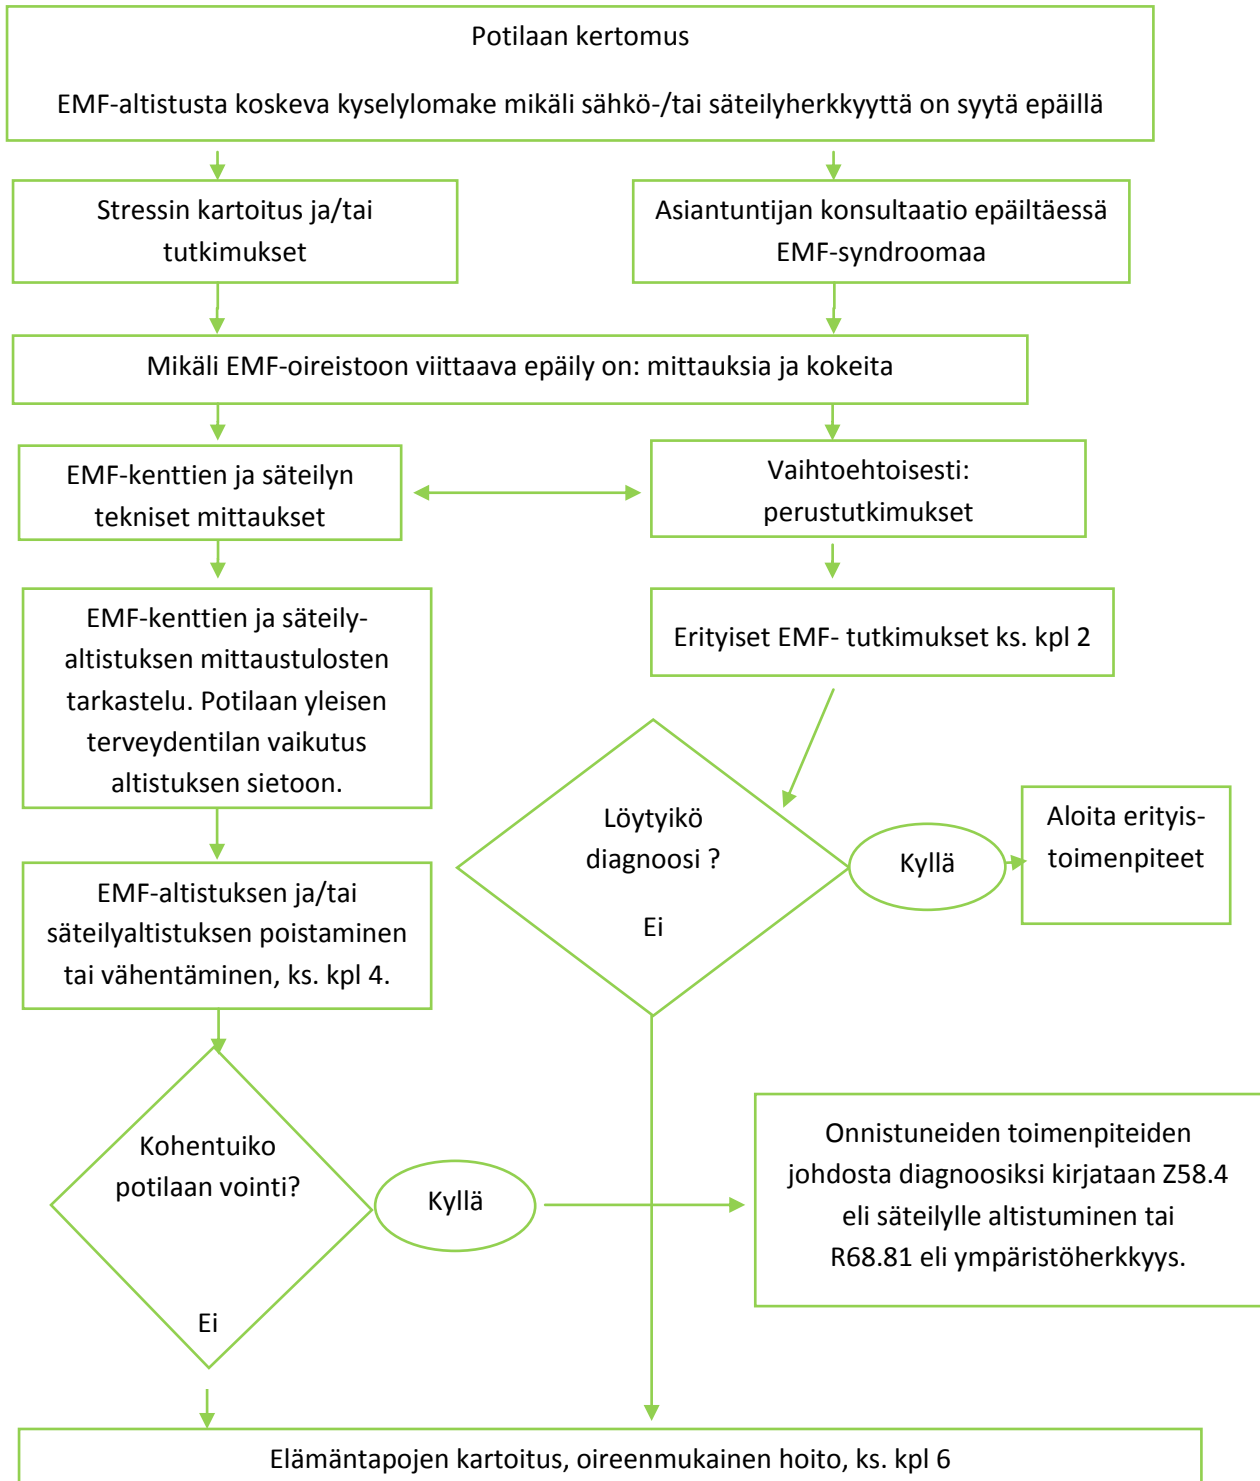 Potilaan kertomus
EMF-altistusta koskeva kyselylomake mikäli sähkö-/tai säteilyherkkyyttä on syytä epäillä
Stressin kartoitus ja/tai
tutkimukset
Asiantuntijan konsultaatio epäiltäessä
EMF-syndroomaa
Mikäli EMF-oireistoon viittaava epäily on: mittauksia ja kokeita
EMF-kenttien ja säteilyn
tekniset mittaukset
Vaihtoehtoisesti:
perustutkimukset
EMF-kenttien ja säteily-
altistuksen mittaustulosten
tarkastelu. Potilaan yleisen
terveydentilan vaikutus
altistuksen sietoon.
Erityiset EMF- tutkimukset ks. kpl 2
Löytyikö
diagnoosi ?
Ei
Kyllä
Aloita erityis-
toimenpiteet
EMF-altistuksen ja/tai
säteilyaltistuksen poistaminen
tai vähentäminen, ks. kpl 4.
Kohentuiko
potilaan vointi?
Ei
Kyllä
Onnistuneiden toimenpiteiden
johdosta diagnoosiksi kirjataan Z58.4
eli säteilylle altistuminen tai
R68.81 eli ympäristöherkkyys.
Elämäntapojen kartoitus, oireenmukainen hoito, ks. kpl 6